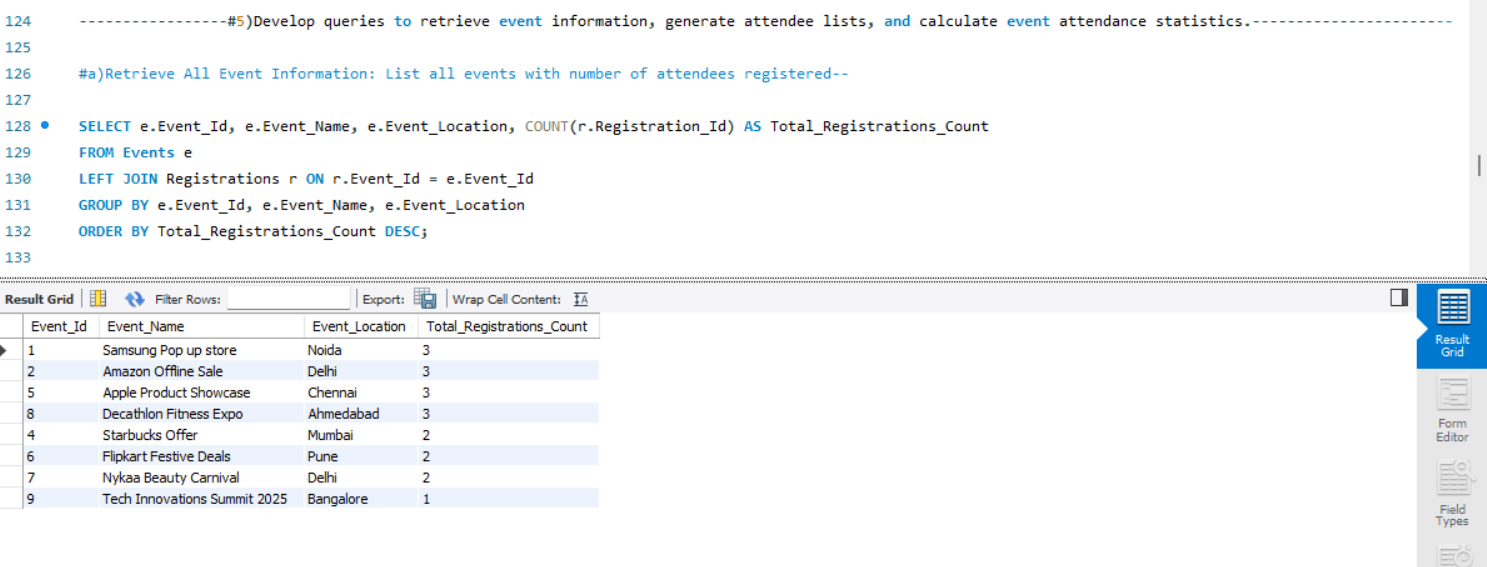 124 -----------------#5)Develop queries to retrieve event information, generate attendee lists, and calculate event attendance statistics.------------------------
125
126 #a)Retrieve All Event Information: List all events with number of attendees registered--
127
128 SELECT e.Event_Id, e.Event_Name, e.Event_Location, COUNT(r.Registration_Id) AS Total_Registrations_Count
129 FROM Events e
130 LEFT JOIN Registrations r ON r.Event_Id = e.Event_Id
131 GROUP BY e.Event_Id, e.Event_Name, e.Event_Location
132 ORDER BY Total_Registrations_Count DESC;
133
Result Grid Filter Rows: Export: Wrap Cell Content: IA
Event_Id Event_Name Event_Location Total_Registrations_Count
1 Samsung Pop up store Noida 3
2 Amazon Offline Sale Delhi 3
5 Apple Product Showcase Chennai 3
8 Decathlon Fitness Expo Ahmedabad 3
4 Starbucks Offer Mumbai 2
6 Flipkart Festive Deals Pune 2
7 Nykaa Beauty Carnival Delhi 2
9 Tech Innovations Summit 2025 Bangalore 1
Result
Grid
Form
Editor
Field
Types